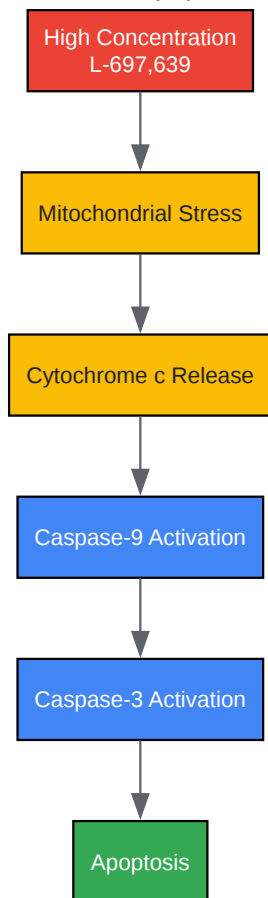 High Concentration
L-697,639
Mitochondrial Stress
Cytochrome c Release
Caspase-9 Activation
Caspase-3 Activation
Apoptosis